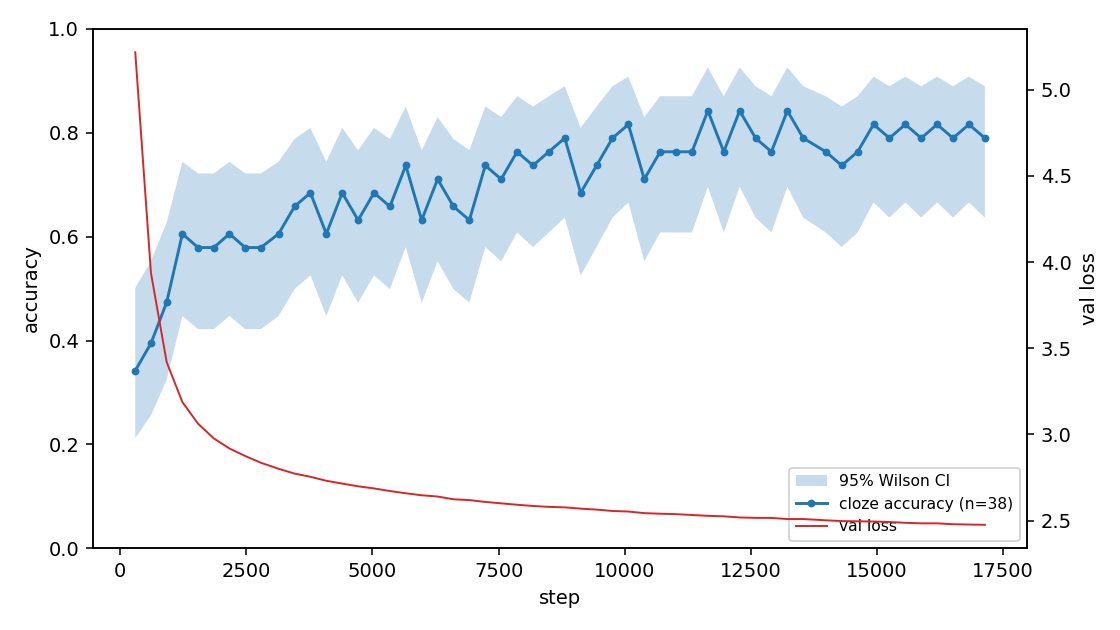 1.0
0.8
0.6
0.4
0.2
0.0
accuracy
5.0
4.5
4.0
3.5
3.0
2.5
val loss
95% Wilson CI
cloze accuracy (n=38)
val loss
0 2500 5000 7500 10000 12500 15000 17500
step